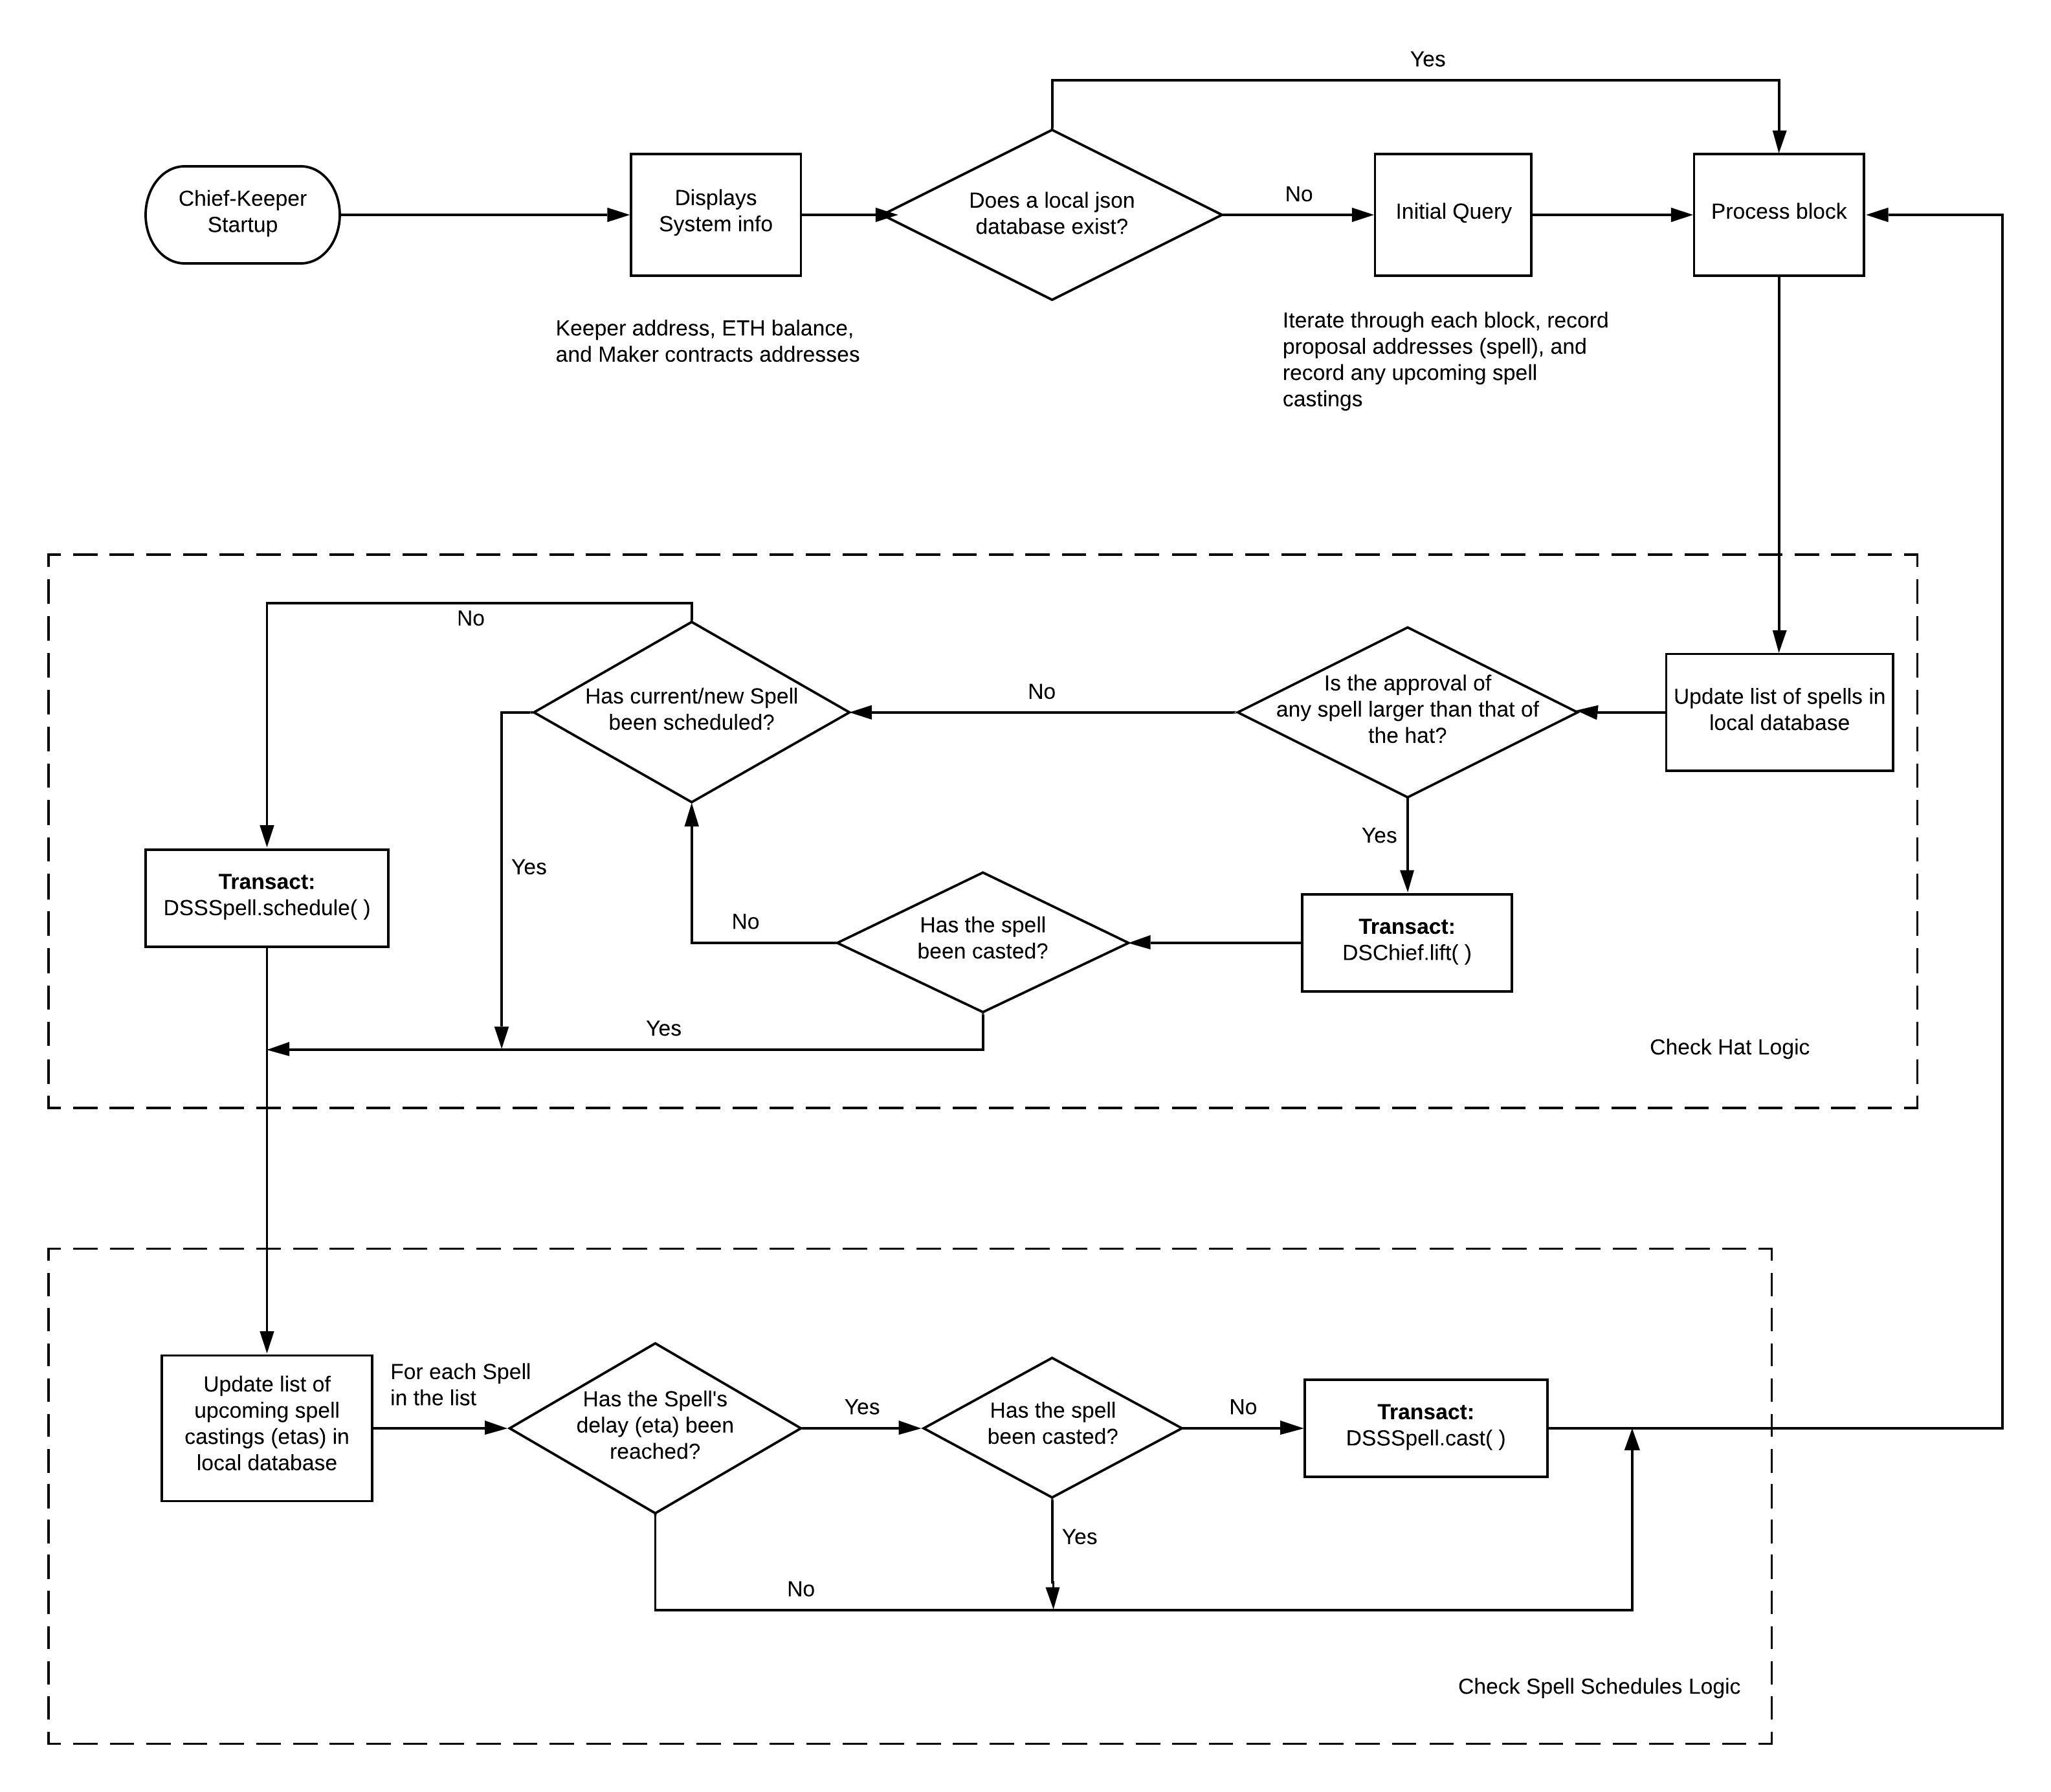 Yes
Chief-Keeper
Startup
Displays
System info
Does a local json
database exist?
No
Initial Query
Process block
Keeper address, ETH balance,
and Maker contracts addresses
Iterate through each block, record
proposal addresses (spell), and
record any upcoming spell
castings
No
Has current/new Spell
been scheduled?
No
Is the approval of
any spell larger than that of
the hat?
Update list of spells in
local database
Yes
Yes
Transact:
DSSSpell.schedule( )
No
Has the spell
been casted?
Transact:
DSChief.lift( )
Yes
Check Hat Logic
Update list of
upcoming spell
castings (etas) in
local database
For each Spell
in the list
Has the Spell's
delay (eta) been
reached?
Yes
Has the spell
been casted?
No
Transact:
DSSSpell.cast( )
Yes
No
Check Spell Schedules Logic